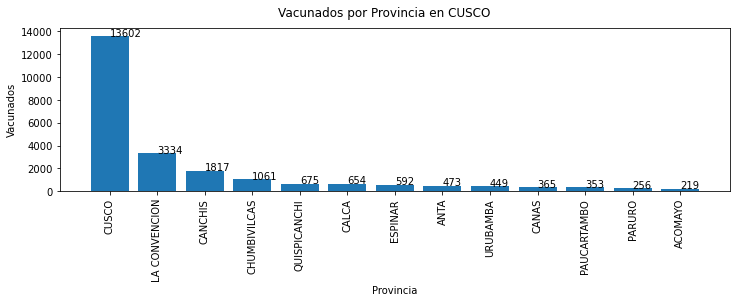 Vacunados por Provincia en CUSCO
Vacunados
14000
12000
10000
8000
6000
4000
2000
0
13602
3334
1817
1061
675
654
592
473
449
365
353
256
219
CUSCO
LA CONVENCION
CANCHIS
CHUMBIVILCAS
QUISPICANCHI
CALCA
ESPINAR
ANTA
URUBAMBA
CANAS
PAUCARTAMBO
PARURO
ACOMAYO
Provincia